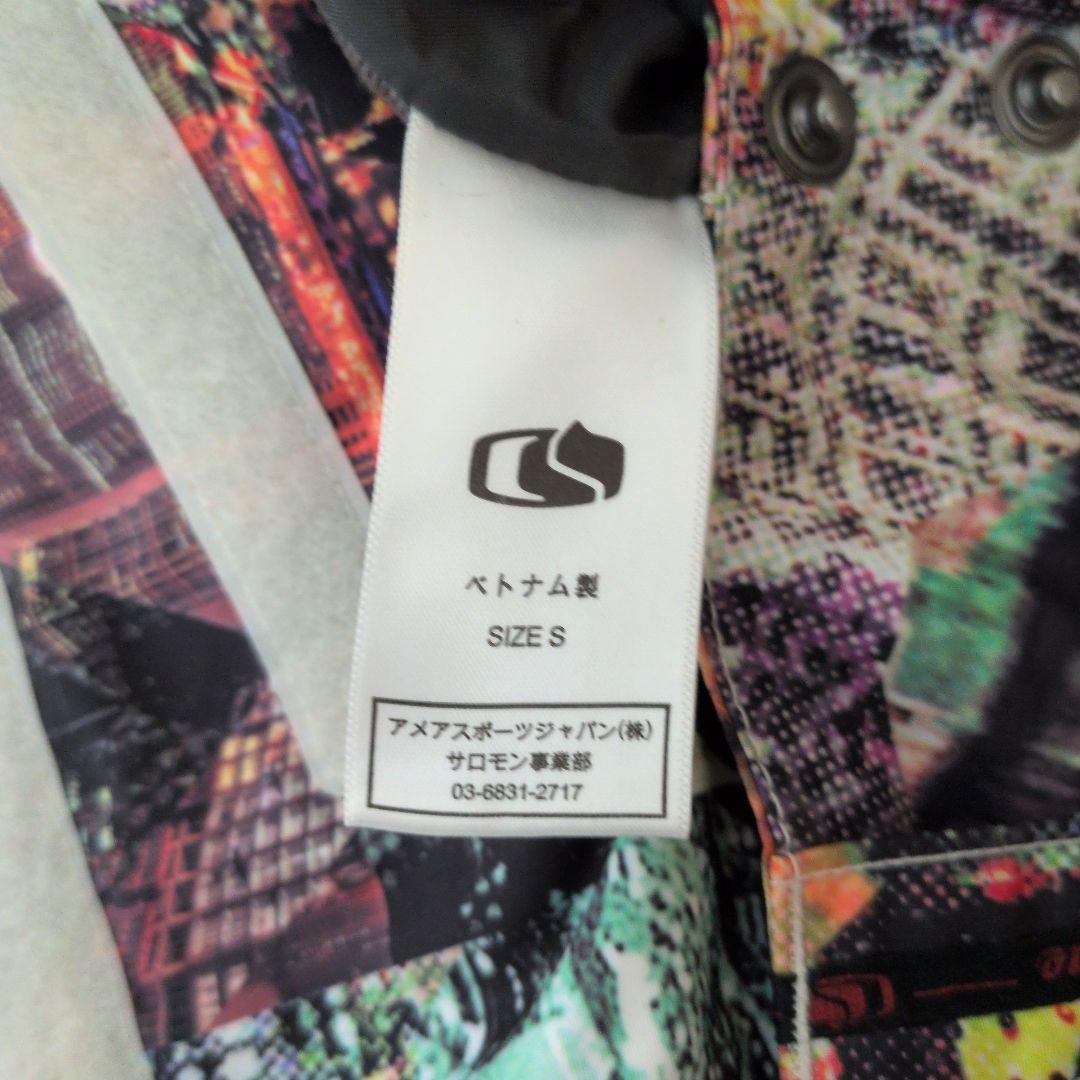 ベトナム製
SIZE S
アメアスポーツジャパン(株)
サロモン事業部
03-6831-2717